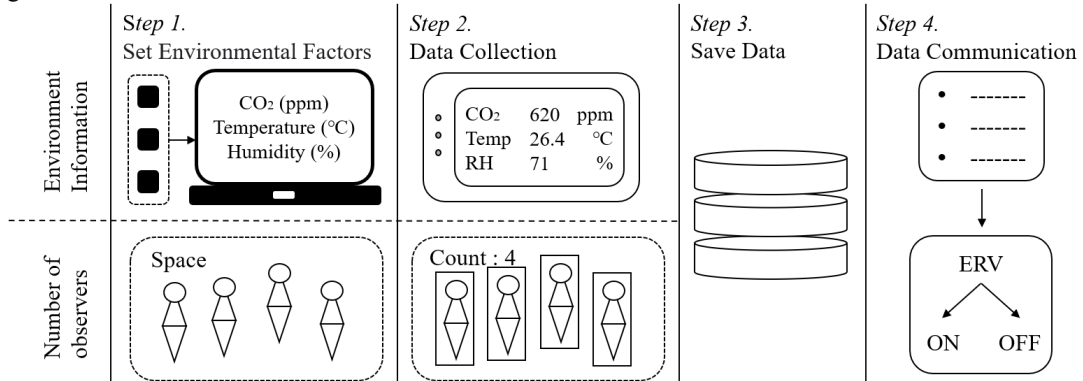 Step 1.
Set Environmental Factors
Step 2.
Data Collection
Step 3.
Save Data
Step 4.
Data Communication
Environment
Information
CO₂ (ppm)
Temperature (℃)
Humidity (%)
CO₂ 620 ppm
Temp 26.4 ℃
RH 71 %
Number of
observers
Space
Count : 4
ERV
ON OFF